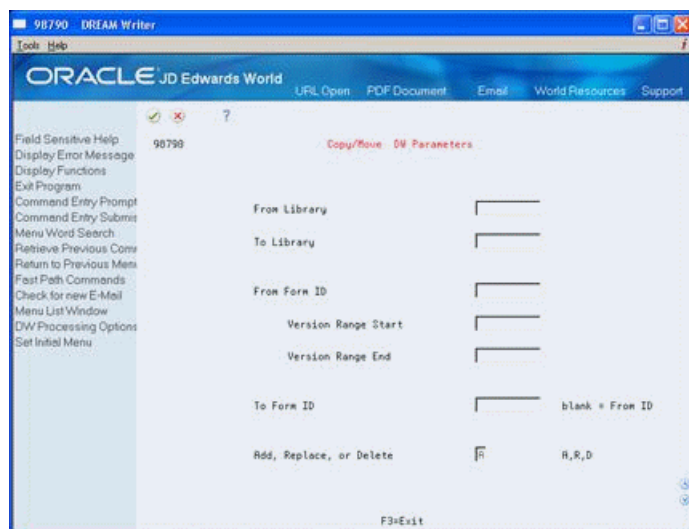 98790 DREAM Writer
Tools Help
ORACLE JD Edwards World
URL Open PDF Document Email World Resources Support
Field Sensitive Help
Display Error Message
Display Functions
Exit Program
Command Entry Prompt
Command Entry Submis
Menu Word Search
Retrieve Previous Comm
Return to Previous Menu
Fast Path Commands
Check for new E-Mail
Menu List Window
DW Processing Options
Set Initial Menu
?
98790 Copy/Move DW Parameters
From Library
To Library
From Form ID
Version Range Start
Version Range End
To Form ID blank = From ID
Add, Replace, or Delete A A,R,D
F3=Exit